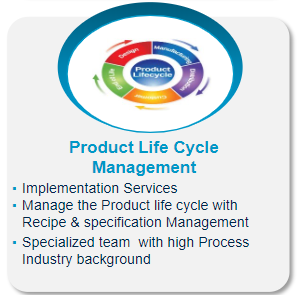 Design
Manufacturing
Product
Lifecycle
Distribution
Product Life Cycle
Management
• Implementation Services
• Manage the Product life cycle with
Recipe & specification Management
• Specialized team with high Process
Industry background